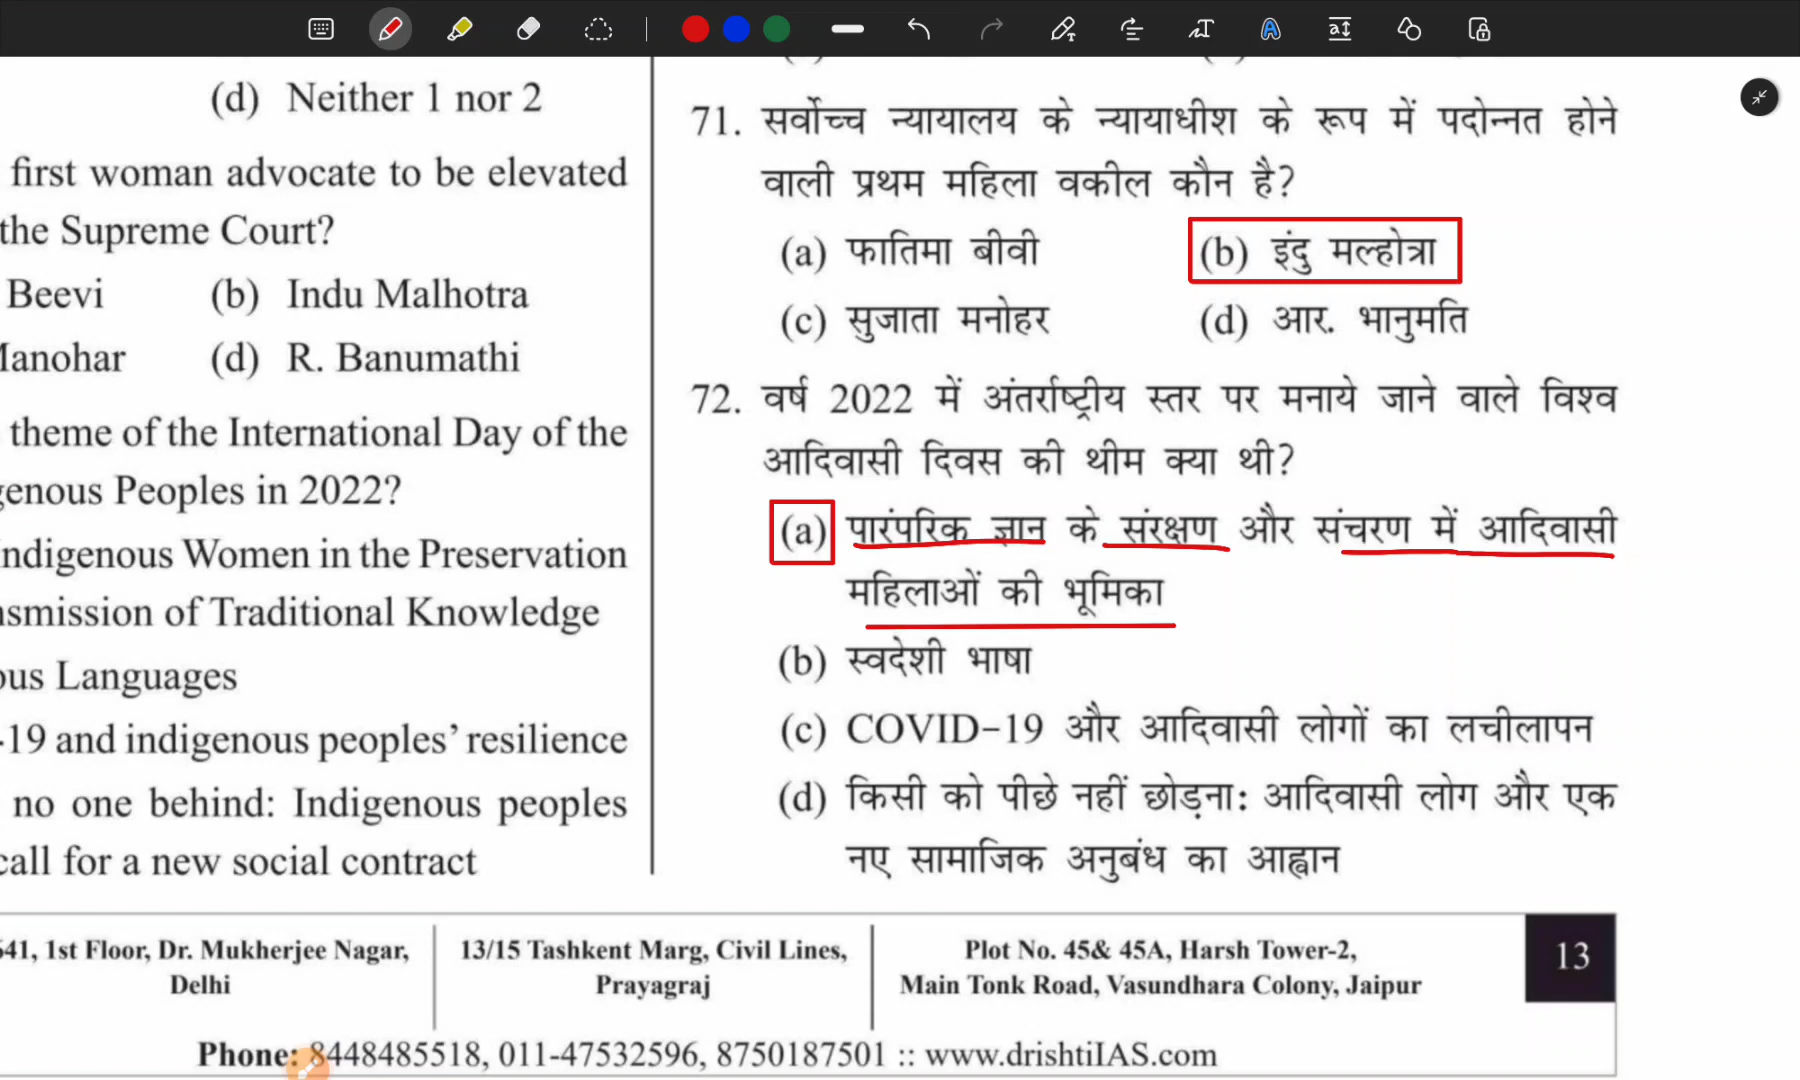 (d) Neither 1 nor 2
first woman advocate to be elevated
the Supreme Court?
Beevi (b) Indu Malhotra
Manohar (d) R. Banumathi
theme of the International Day of the
genous Peoples in 2022?
Indigenous Women in the Preservation
nsmission of Traditional Knowledge
ous Languages
-19 and indigenous peoples’ resilience
no one behind: Indigenous peoples
call for a new social contract
71. सर्वोच्च न्यायालय के न्यायाधीश के रूप में पदोन्नत होने
वाली प्रथम महिला वकील कौन है?
(a) फातिमा बीवी (b) इंदु मल्होत्रा
(c) सुजाता मनोहर (d) आर. भानुमति
72. वर्ष 2022 में अंतर्राष्ट्रीय स्तर पर मनाये जाने वाले विश्व
आदिवासी दिवस की थीम क्या थी?
(a) पारंपरिक ज्ञान के संरक्षण और संचरण में आदिवासी
महिलाओं की भूमिका
(b) स्वदेशी भाषा
(c) COVID-19 और आदिवासी लोगों का लचीलापन
(d) किसी को पीछे नहीं छोड़ना: आदिवासी लोग और एक
नए सामाजिक अनुबंध का आह्वान
641, 1st Floor, Dr. Mukherjee Nagar,
Delhi
13/15 Tashkent Marg, Civil Lines,
Prayagraj
Plot No. 45& 45A, Harsh Tower-2,
Main Tonk Road, Vasundhara Colony, Jaipur
13
Phone: 8448485518, 011-47532596, 8750187501 :: www.drishtiIAS.com